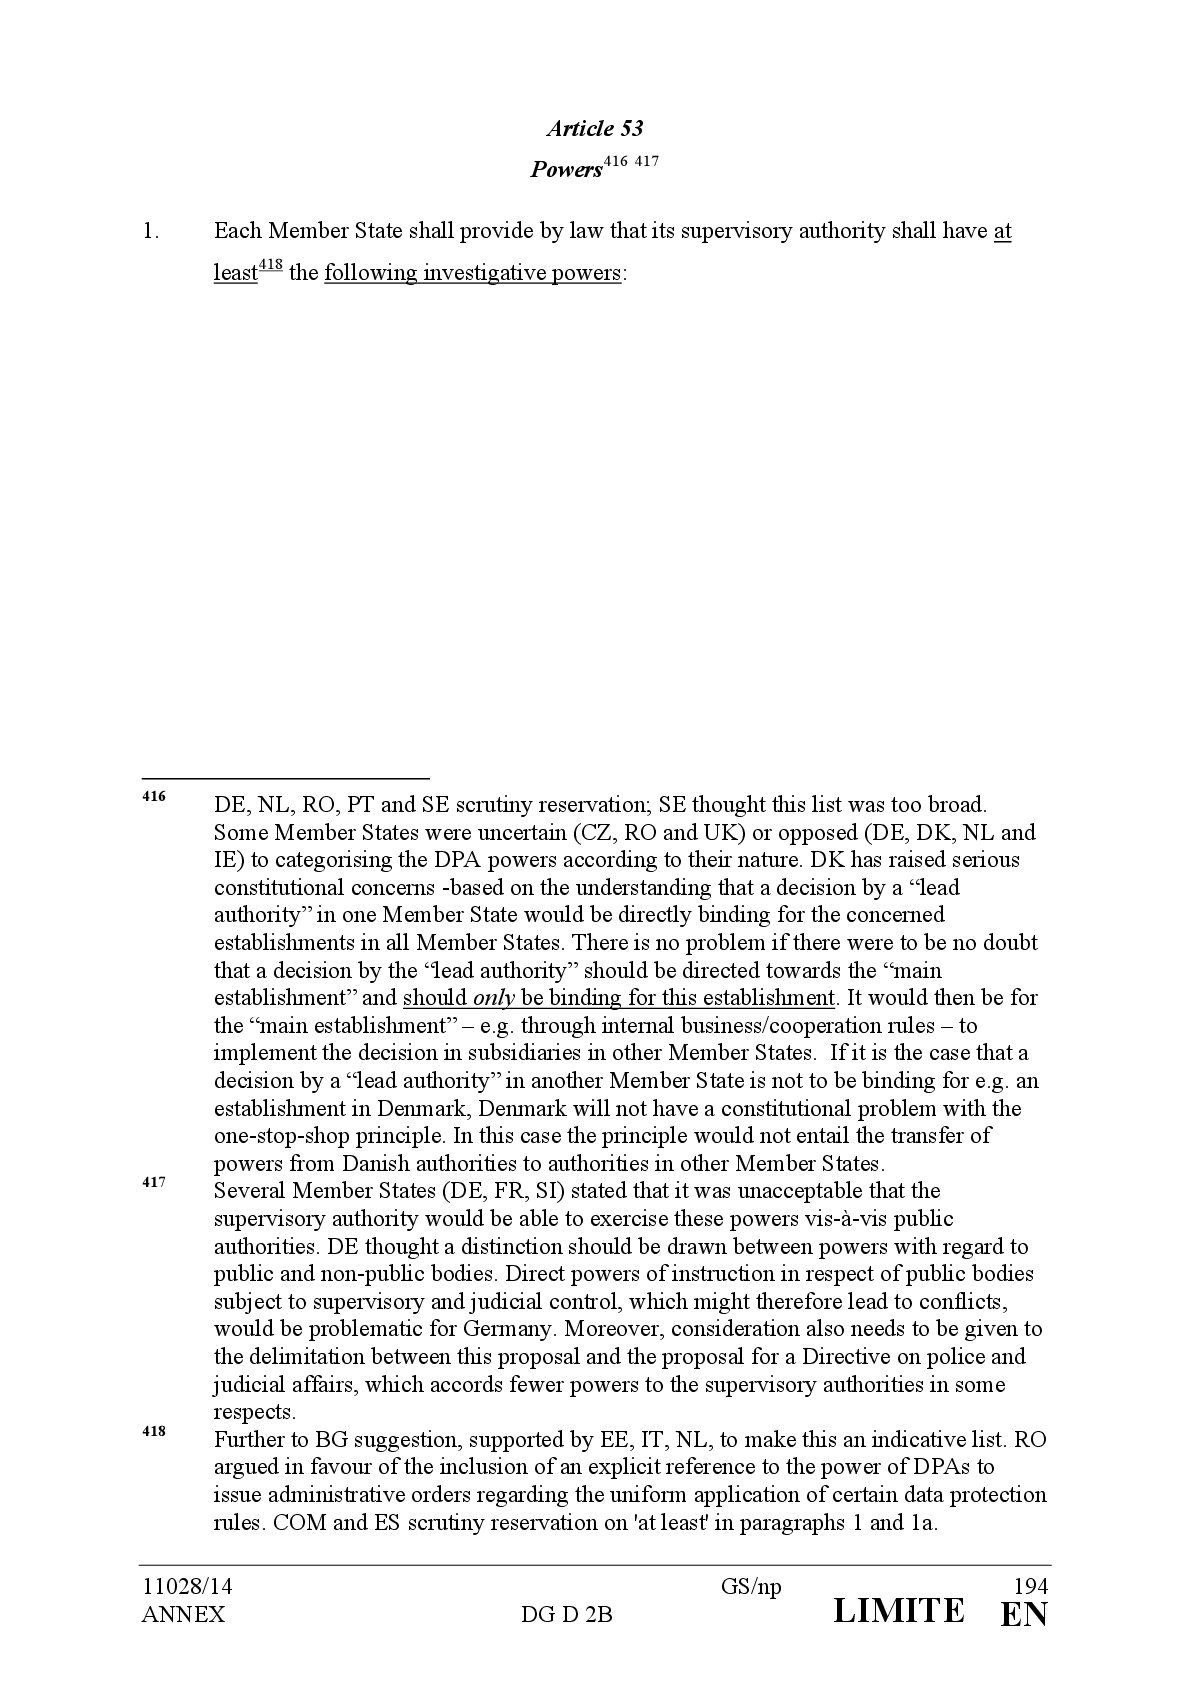 Article 53
Powers416 417
1. Each Member State shall provide by law that its supervisory authority shall have at
least418 the following investigative powers:
416 DE, NL, RO, PT and SE scrutiny reservation; SE thought this list was too broad.
Some Member States were uncertain (CZ, RO and UK) or opposed (DE, DK, NL and
IE) to categorising the DPA powers according to their nature. DK has raised serious
constitutional concerns -based on the understanding that a decision by a “lead
authority” in one Member State would be directly binding for the concerned
establishments in all Member States. There is no problem if there were to be no doubt
that a decision by the “lead authority” should be directed towards the “main
establishment” and should only be binding for this establishment. It would then be for
the “main establishment” – e.g. through internal business/cooperation rules – to
implement the decision in subsidiaries in other Member States.  If it is the case that a
decision by a “lead authority” in another Member State is not to be binding for e.g. an
establishment in Denmark, Denmark will not have a constitutional problem with the
one-stop-shop principle. In this case the principle would not entail the transfer of
powers from Danish authorities to authorities in other Member States.
417 Several Member States (DE, FR, SI) stated that it was unacceptable that the
supervisory authority would be able to exercise these powers vis-à-vis public
authorities. DE thought a distinction should be drawn between powers with regard to
public and non-public bodies. Direct powers of instruction in respect of public bodies
subject to supervisory and judicial control, which might therefore lead to conflicts,
would be problematic for Germany. Moreover, consideration also needs to be given to
the delimitation between this proposal and the proposal for a Directive on police and
judicial affairs, which accords fewer powers to the supervisory authorities in some
respects.
418 Further to BG suggestion, supported by EE, IT, NL, to make this an indicative list. RO
argued in favour of the inclusion of an explicit reference to the power of DPAs to
issue administrative orders regarding the uniform application of certain data protection
rules. COM and ES scrutiny reservation on 'at least' in paragraphs 1 and 1a.
11028/14 GS/np 194
ANNEX DG D 2B LIMITE EN